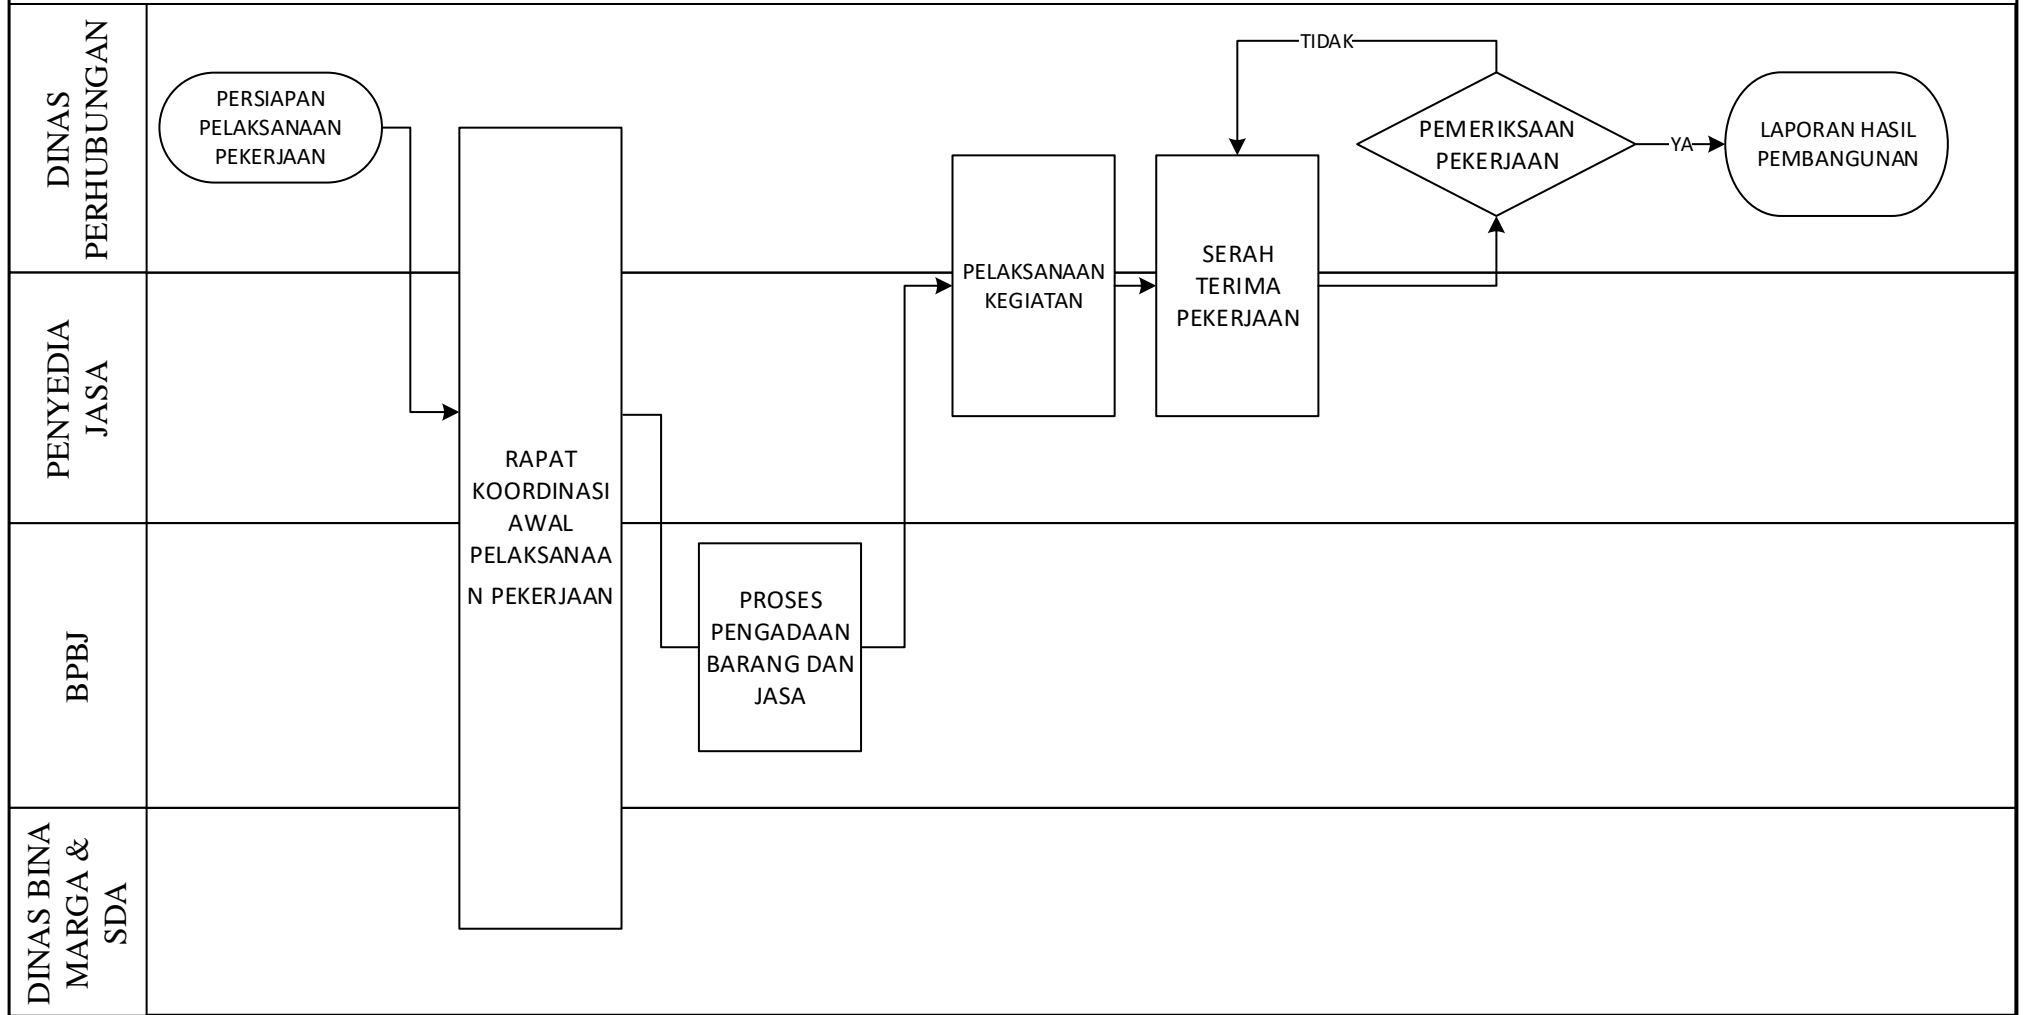 DINAS
PERHUBUNGAN
PERSIAPAN
PELAKSANAAN
PEKERJAAN
TIDAK
PEMERIKSAAN
PEKERJAAN
YA
LAPORAN HASIL
PEMBANGUNAN
PELAKSANAAN
KEGIATAN
SERAH
TERIMA
PEKERJAAN
PENYEDIA
JASA
RAPAT
KOORDINASI
AWAL
PELAKSANAA
N PEKERJAAN
BPBJ
PROSES
PENGADAAN
BARANG DAN
JASA
DINAS BINA
MARGA &
SDA